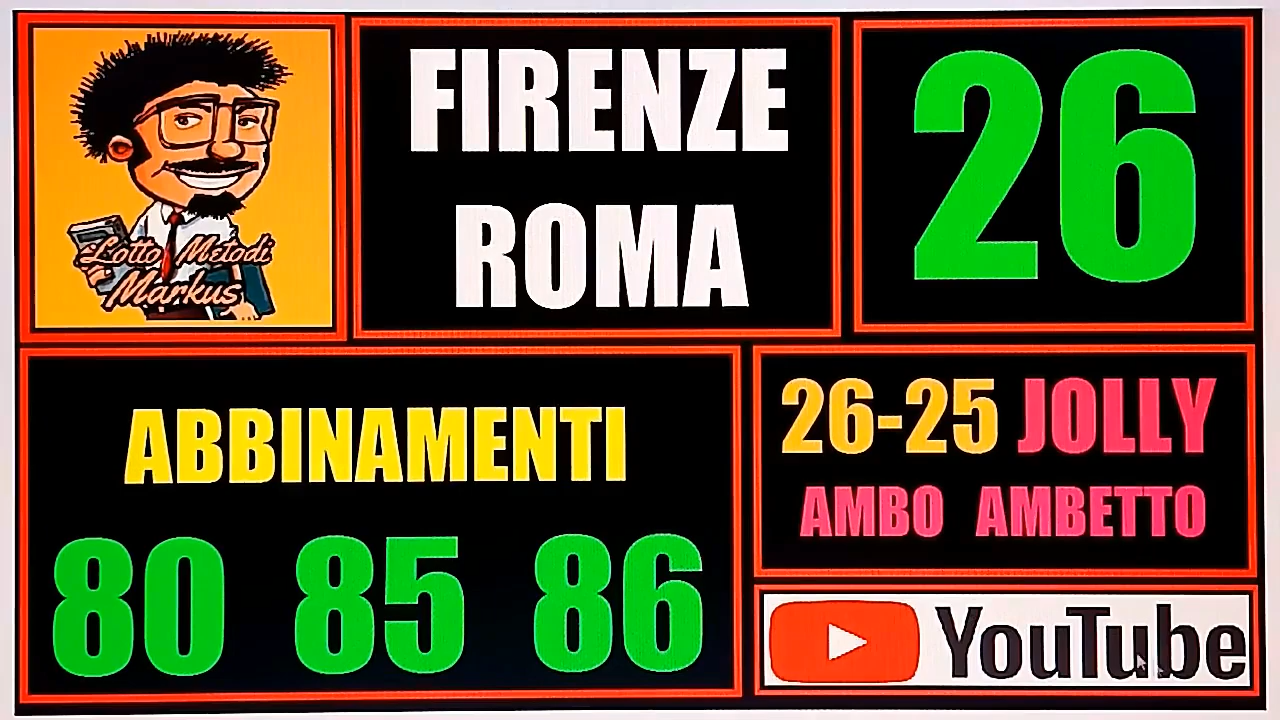 Lotto Metodi
Markus
FIRENZE
ROMA
26
ABBINAMENTI
80 85 86
26-25 JOLLY
AMBO AMBETTO
YouTube